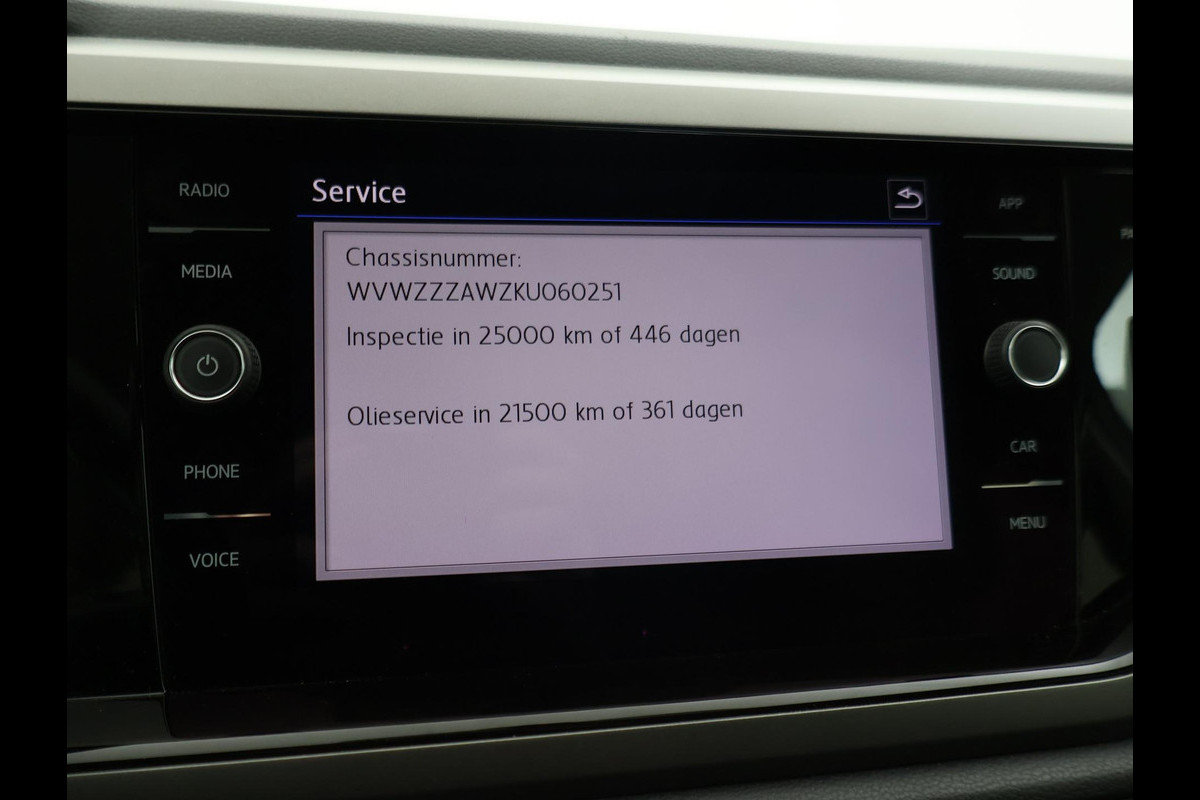 RADIO
MEDIA
PHONE
VOICE
Service
Chassisnummer:
WVWZZZAWZKU060251
Inspectie in 25000 km of 446 dagen
Olieservice in 21500 km of 361 dagen
APP
SOUND
CAR
MENU